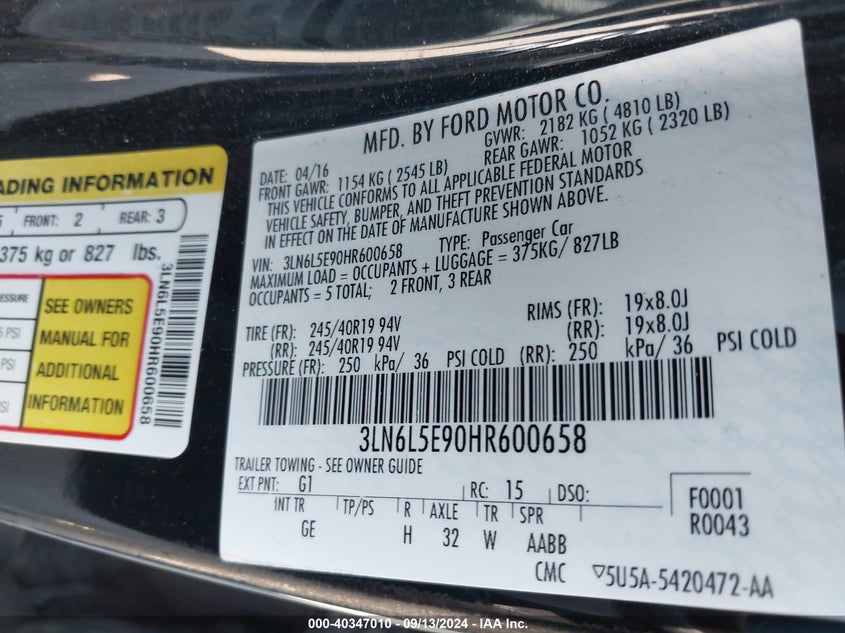 ADING INFORMATION
FRONT: 2 REAR: 3
375 kg or 827 lbs.
SEE OWNERS
MANUAL FOR
ADDITIONAL
INFORMATION
PSI
PSI
3LN6L5E90HR600658
MFD. BY FORD MOTOR CO.
DATE: 04/16 GVWR: 2182 KG ( 4810 LB)
FRONT GAWR: 1154 KG ( 2545 LB) REAR GAWR: 1052 KG ( 2320 LB)
THIS VEHICLE CONFORMS TO ALL APPLICABLE FEDERAL MOTOR
VEHICLE SAFETY, BUMPER, AND THEFT PREVENTION STANDARDS
IN EFFECT ON THE DATE OF MANUFACTURE SHOWN ABOVE.
VIN: 3LN6L5E90HR600658 TYPE: Passenger Car
MAXIMUM LOAD = OCCUPANTS + LUGGAGE = 375KG/ 827LB
OCCUPANTS = 5 TOTAL; 2 FRONT, 3 REAR
TIRE (FR): 245/40R19 94V RIMS (FR): 19x8.0J
(RR): 245/40R19 94V (RR): 19x8.0J
PRESSURE (FR): 250 kPa/ 36 PSI COLD (RR): 250 kPa/ 36 PSI COLD
3LN6L5E90HR600658
TRAILER TOWING - SEE OWNER GUIDE
EXT PNT: G1 RC: 15 DSO: F0001
INT TR TP/PS R AXLE TR SPR R0043
GE H 32 W AABB
CMC ▽5U5A-5420472-AA
000-40347010 - 09/13/2024 - IAA Inc.